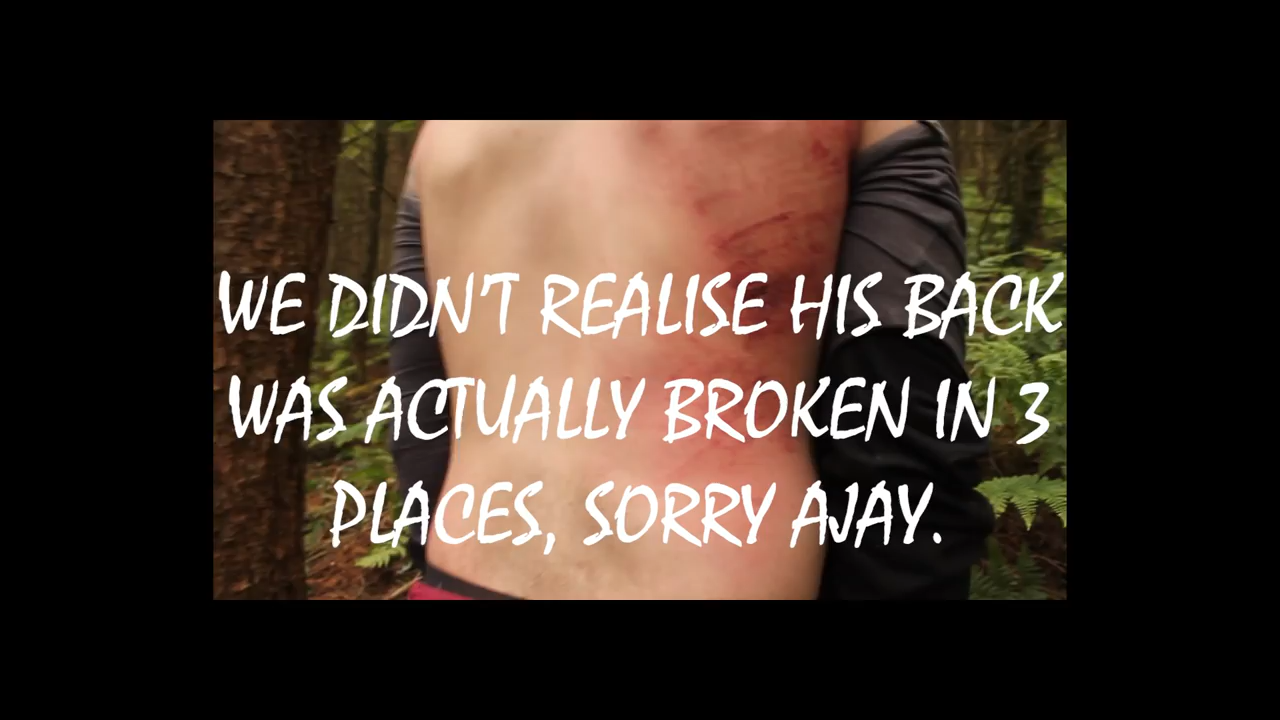 WE DIDN'T REALISE HIS BACK
WAS ACTUALLY BROKEN IN 3
PLACES, SORRY AJAY.